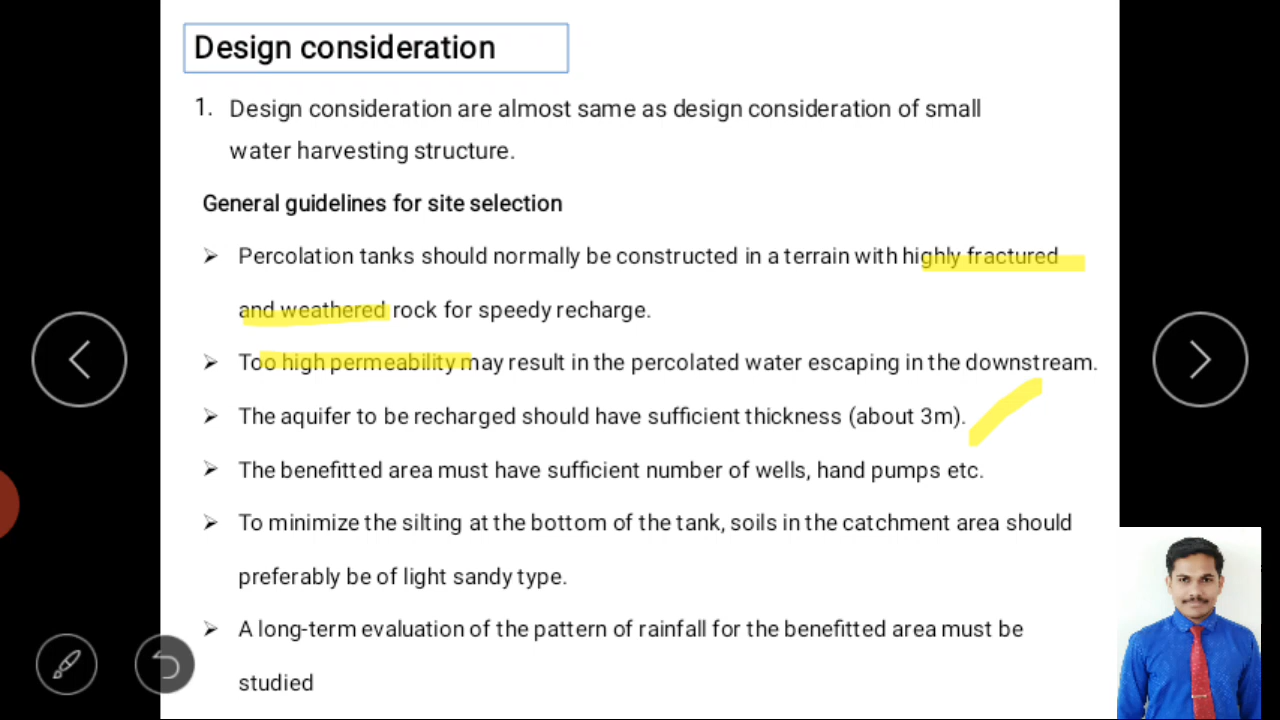 Design consideration
1. Design consideration are almost same as design consideration of small
water harvesting structure.
General guidelines for site selection
➢ Percolation tanks should normally be constructed in a terrain with highly fractured
and weathered rock for speedy recharge.
➢ Too high permeability may result in the percolated water escaping in the downstream.
➢ The aquifer to be recharged should have sufficient thickness (about 3m).
➢ The benefitted area must have sufficient number of wells, hand pumps etc.
➢ To minimize the silting at the bottom of the tank, soils in the catchment area should
preferably be of light sandy type.
➢ A long-term evaluation of the pattern of rainfall for the benefitted area must be
studied